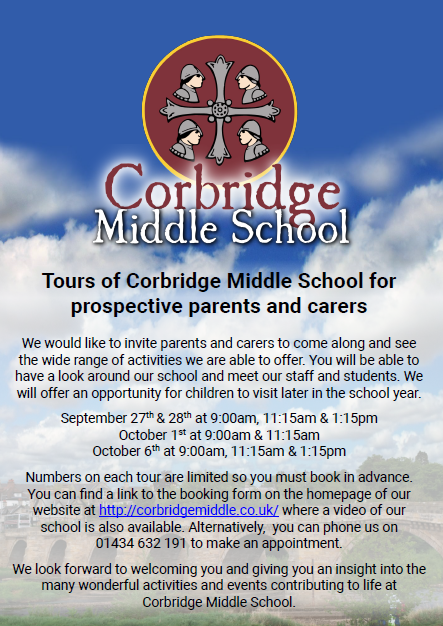 Corbridge
Middle School
Tours of Corbridge Middle School for
prospective parents and carers
We would like to invite parents and carers to come along and see
the wide range of activities we are able to offer. You will be able to
have a look around our school and meet our staff and students. We
will offer an opportunity for children to visit later in the school year.
September 27th & 28th at 9:00am, 11:15am & 1:15pm
October 1st at 9:00am & 11:15am
October 6th at 9:00am, 11:15am & 1:15pm
Numbers on each tour are limited so you must book in advance.
You can find a link to the booking form on the homepage of our
website at http://corbridgemiddle.co.uk/ where a video of our
school is also available. Alternatively, you can phone us on
01434 632 191 to make an appointment.
We look forward to welcoming you and giving you an insight into the
many wonderful activities and events contributing to life at
Corbridge Middle School.